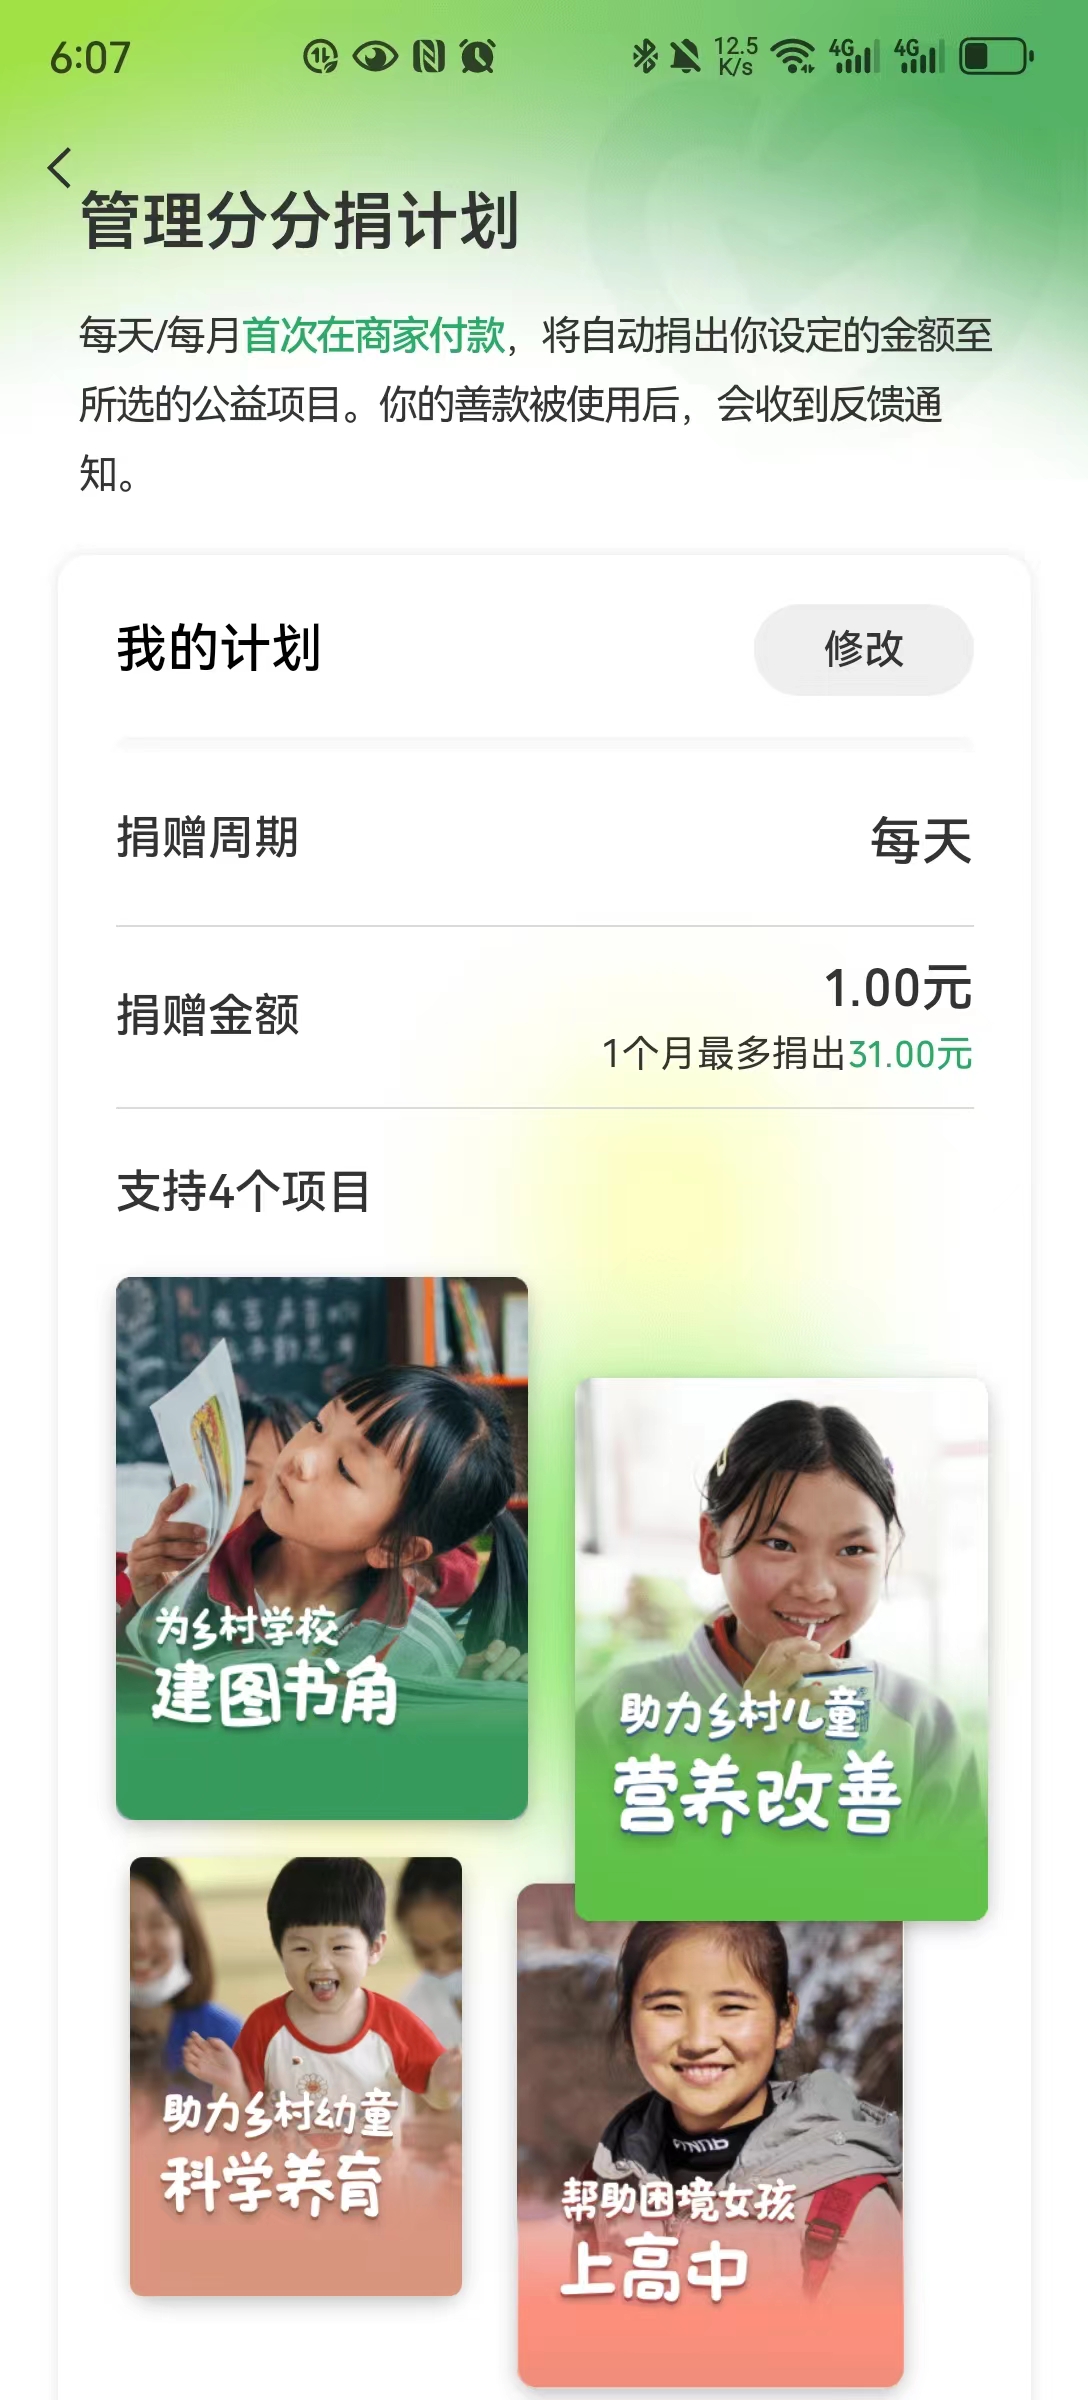 6:07
12.5
K/s
4G
4G
管理分分捐计划
每天/每月首次在商家付款，将自动捐出你设定的金额至
所选的公益项目。你的善款被使用后，会收到反馈通
知。
我的计划
修改
捐赠周期
每天
捐赠金额
1.00元
1个月最多捐出31.00元
支持4个项目
为乡村学校
建图书角
助力乡村儿童
营养改善
助力乡村幼童
科学养育
帮助困境女孩
上高中